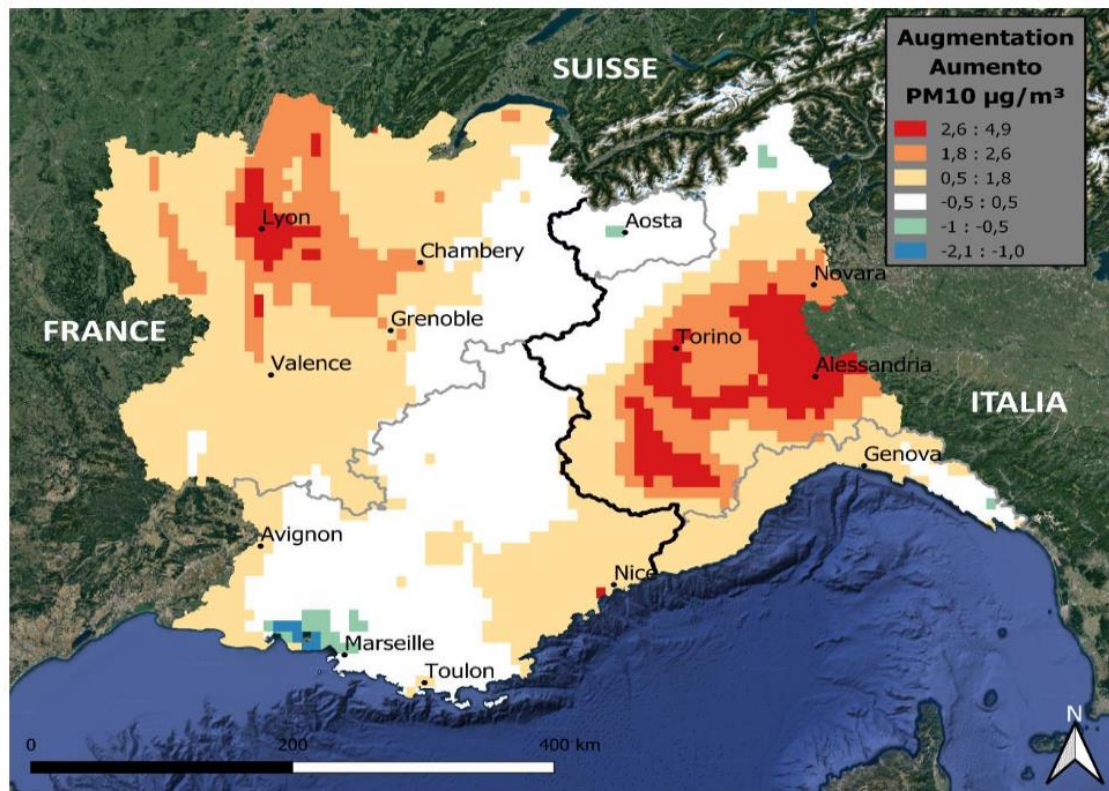 Augmentation
Aumento
PM10 µg/m³
2,6 : 4,9
1,8 : 2,6
0,5 : 1,8
-0,5 : 0,5
-1 : -0,5
-2,1 : -1,0
SUISSE
Lyon
Aosta
Chambery
Novara
FRANCE
Grenoble
Torino
Valence
Alessandria
ITALIA
Genova
Avignon
Nice
Marseille
Toulon
N
0
200
400 km